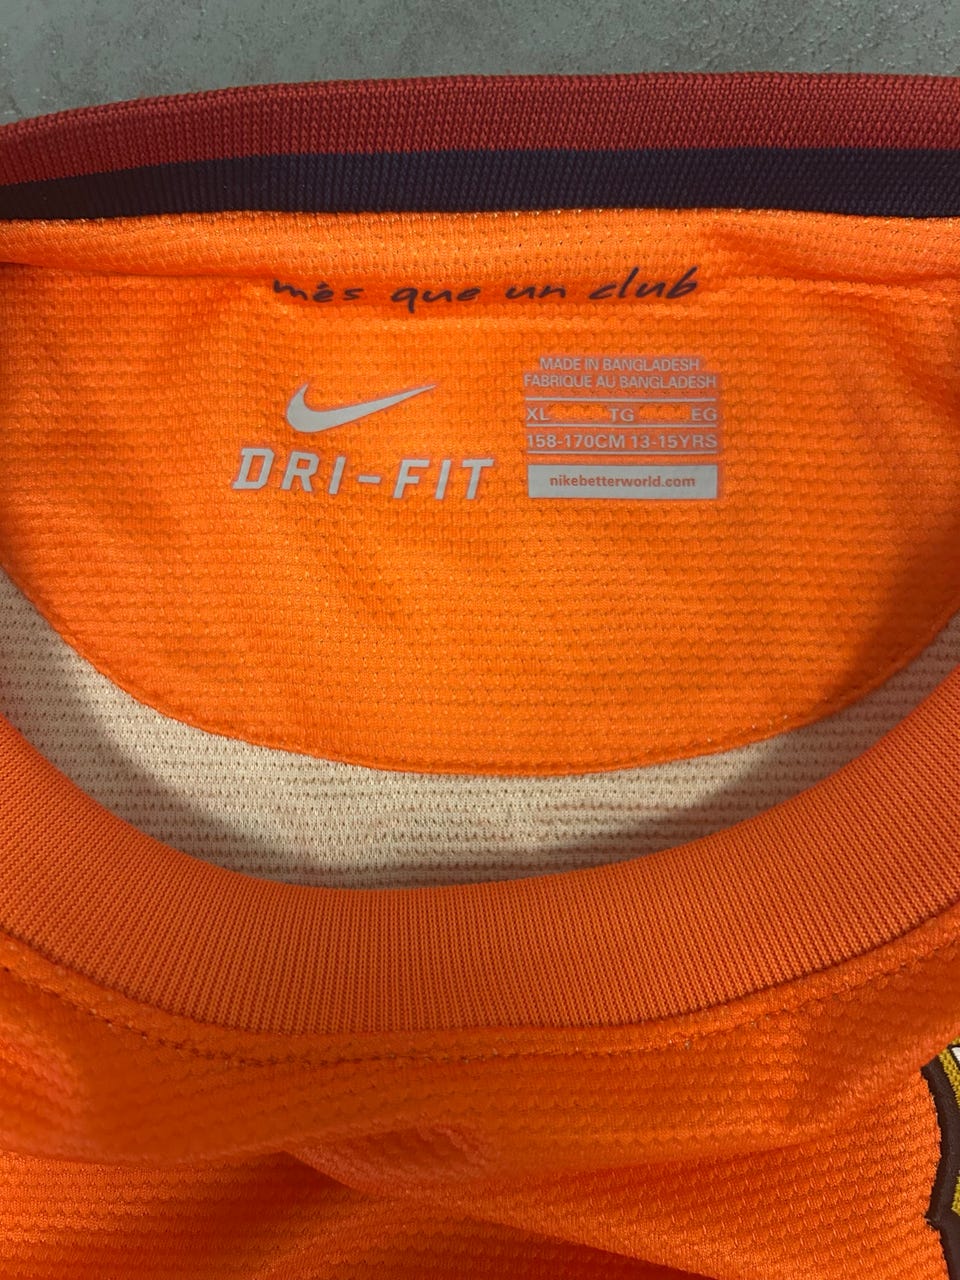 més que un club
MADE IN BANGLADESH
FABRIQUE AU BANGLADESH
XL TG EG
158-170CM 13-15YRS
nikebetterworld.com
DRI-FIT